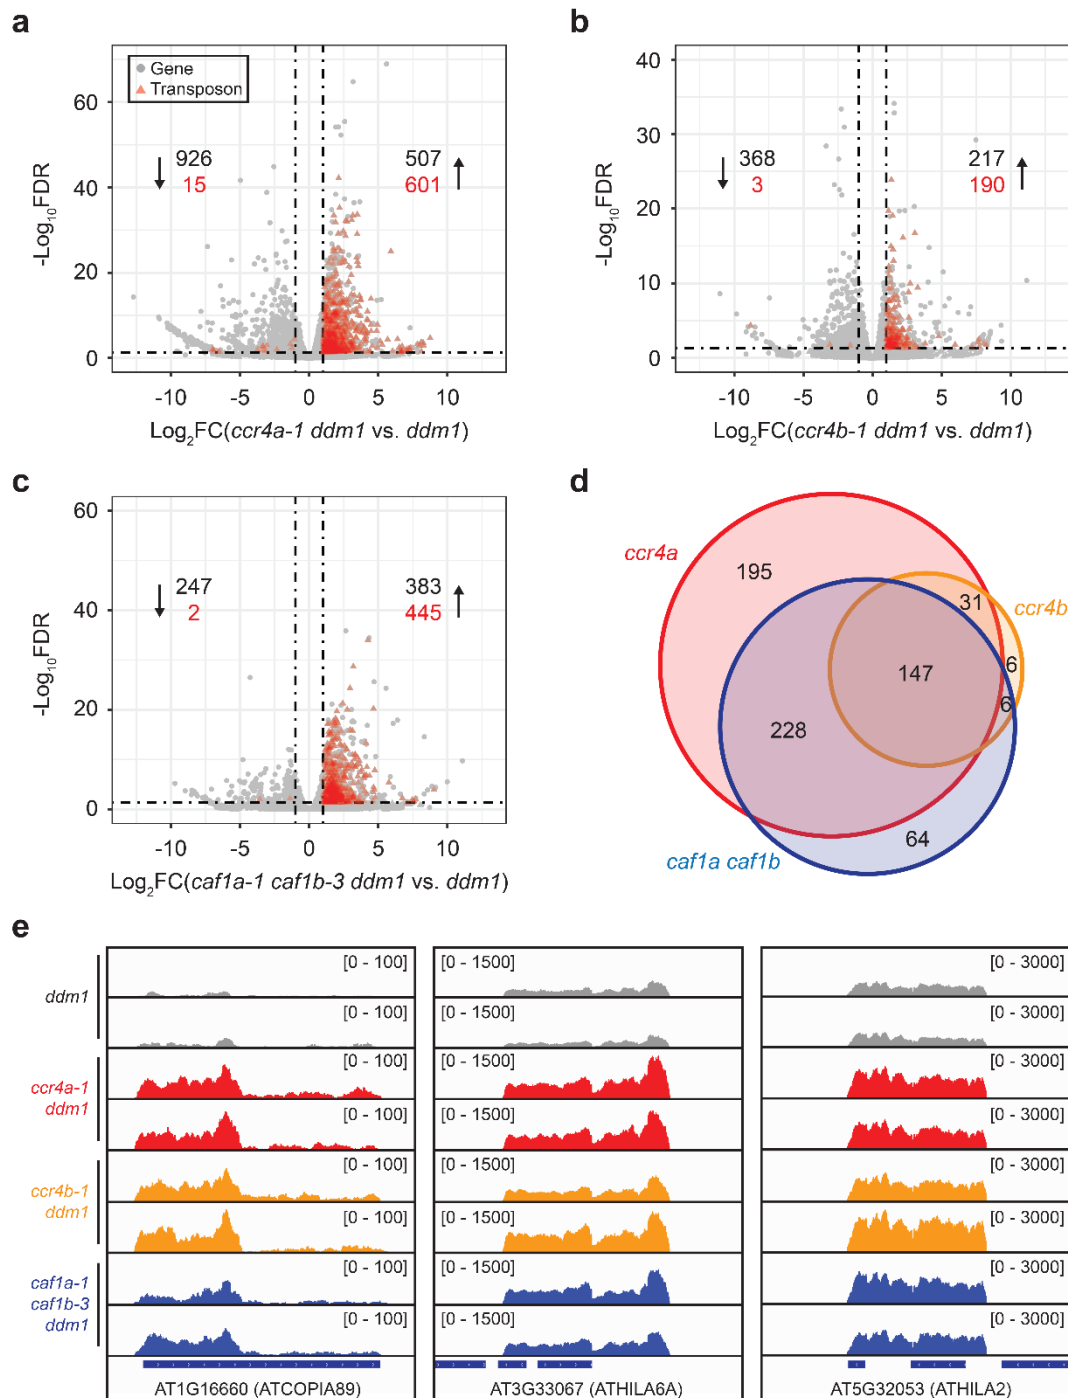 a
Gene
Transposon
60
40
20
0
-Log10FDR
926
15
507
601
-10 -5 0 5 10
Log2FC(ccr4a-1 ddm1 vs. ddm1)
b
40
30
20
10
0
-Log10FDR
368
3
217
190
-10 -5 0 5 10
Log2FC(ccr4b-1 ddm1 vs. ddm1)
c
60
40
20
0
-Log10FDR
247
2
383
445
-10 -5 0 5 10
Log2FC(caf1a-1 caf1b-3 ddm1 vs. ddm1)
d
ccr4a
195
31
ccr4b
6
147
6
228
64
caf1a caf1b
e
ddm1
[0 - 100] [0 - 1500] [0 - 3000]
[0 - 100] [0 - 1500] [0 - 3000]
ccr4a-1
ddm1
[0 - 100] [0 - 1500] [0 - 3000]
[0 - 100] [0 - 1500] [0 - 3000]
ccr4b-1
ddm1
[0 - 100] [0 - 1500] [0 - 3000]
[0 - 100] [0 - 1500] [0 - 3000]
caf1a-1
caf1b-3
ddm1
[0 - 100] [0 - 1500] [0 - 3000]
[0 - 100] [0 - 1500] [0 - 3000]
AT1G16660 (ATCOPIA89)
AT3G33067 (ATHILA6A)
AT5G32053 (ATHILA2)